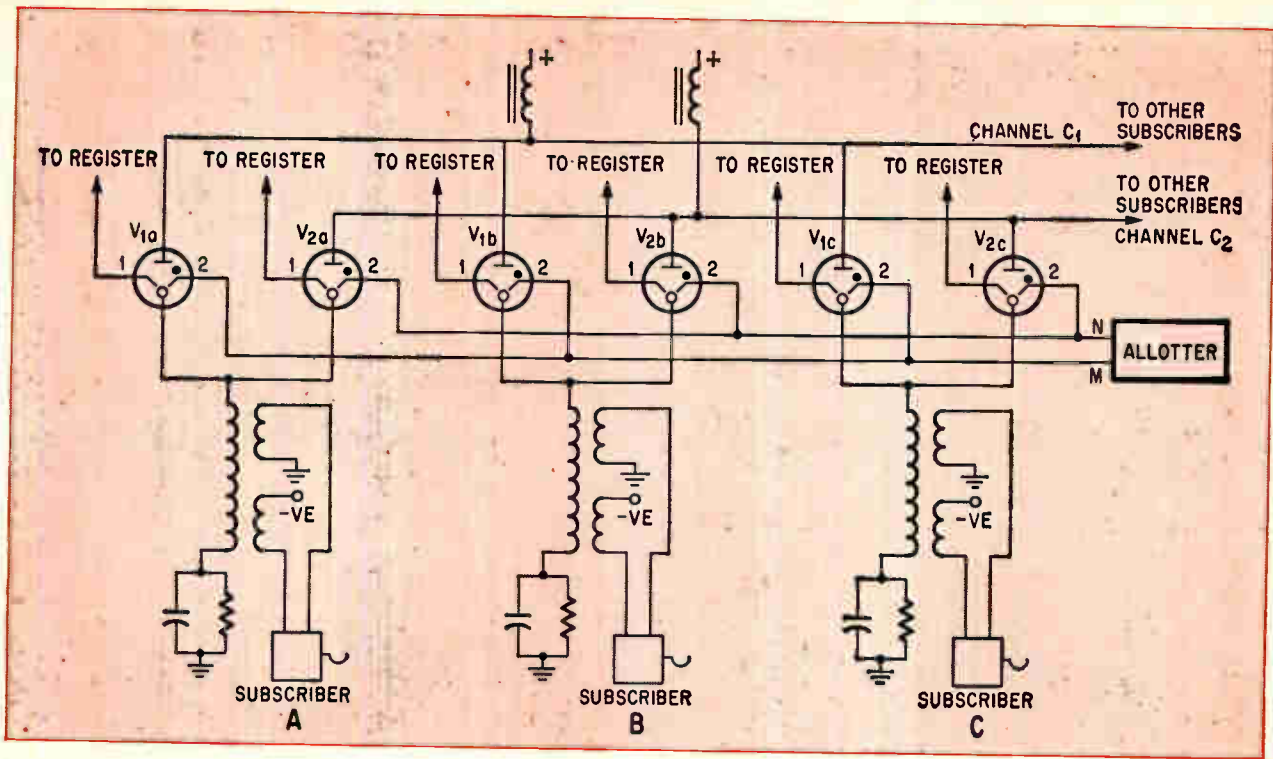 + +
CHANNEL C1
TO OTHER
SUBSCRIBERS
TO REGISTER TO REGISTER TO REGISTER TO REGISTER TO REGISTER TO REGISTER
TO OTHER
SUBSCRIBERS
CHANNEL C2
V1a V2a V1b V2b V1c V2c
1 2 1 2 1 2 1 2 1 2 1 2
N
ALLOTTER
M
-VE -VE -VE
SUBSCRIBER SUBSCRIBER SUBSCRIBER
A B C